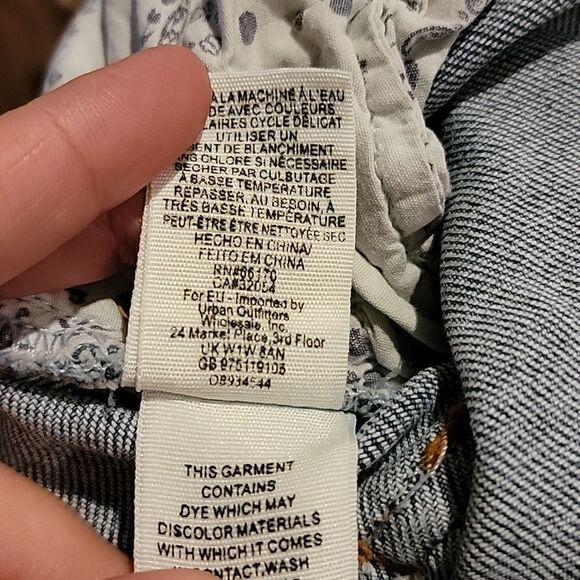 À LA MACHINE À L'EAU
DE AVEC COULEURS
AIRES CYCLE DÉLICAT
UTILISER UN
ENT DE BLANCHIMENT
NS CHLORE SI NÉCESSAIRE
SÉCHER PAR CULBUTAGE
À BASSE TEMPÉRATURE
REPASSER, AU BESOIN, À
TRÈS BASSE TEMPÉRATURE
PEUT-ÊTRE ÊTRE NETTOYÉE SEC
HECHO EN CHINA/
FEITO EM CHINA
RN#66170
CA#32054
For EU - Imported by
Urban Outfitters
Wholesale, Inc.
24 Market Place, 3rd Floor
UK W1W 8AN
GB 975119105
THIS GARMENT
CONTAINS
DYE WHICH MAY
DISCOLOR MATERIALS
WITH WHICH IT COMES
CONTACT, WASH